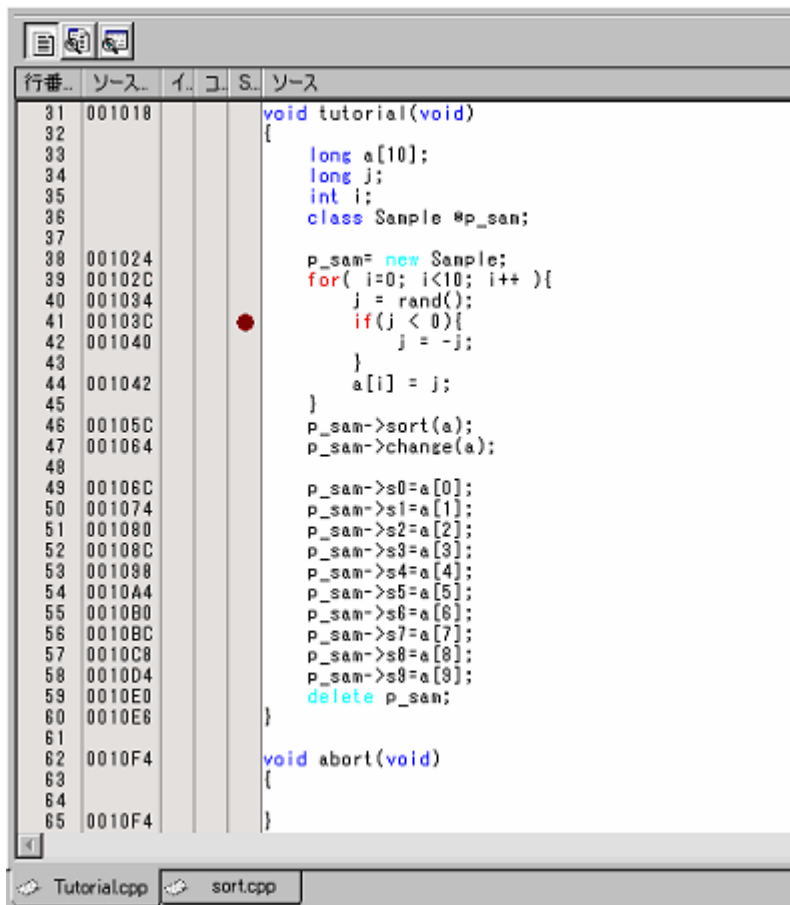 行番... ソース... イ.. コ.. S.. ソース
31 001018 void tutorial(void)
32 {
33 long a[10];
34 long j;
35 int i;
36 class Sample *p_sam;
37
38 001024 p_sam= new Sample;
39 00102C for( i=0; i<10; i++ ){
40 001034 j = rand();
41 00103C if(j < 0){
42 001040 j = -j;
43 }
44 001042 a[i] = j;
45 }
46 00105C p_sam->sort(a);
47 001064 p_sam->change(a);
48
49 00106C p_sam->s0=a[0];
50 001074 p_sam->s1=a[1];
51 001080 p_sam->s2=a[2];
52 00108C p_sam->s3=a[3];
53 001098 p_sam->s4=a[4];
54 0010A4 p_sam->s5=a[5];
55 0010B0 p_sam->s6=a[6];
56 0010BC p_sam->s7=a[7];
57 0010C8 p_sam->s8=a[8];
58 0010D4 p_sam->s9=a[9];
59 0010E0 delete p_sam;
60 0010E6 }
61
62 0010F4 void abort(void)
63 {
64
65 0010F4 }
Tutorial.cpp sort.cpp